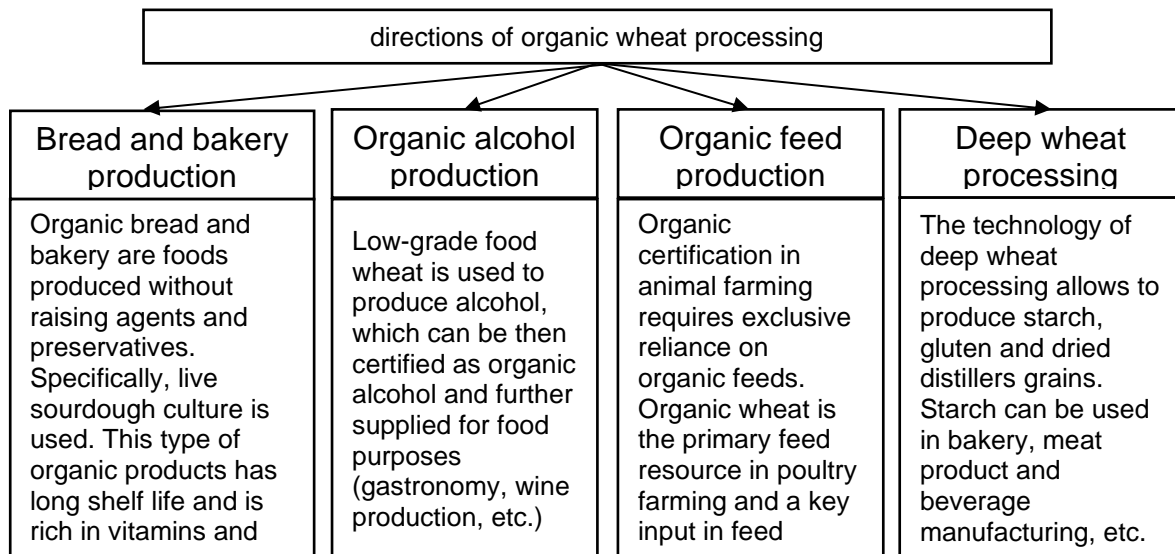 directions of organic wheat processing
Bread and bakery
production
Organic bread and
bakery are foods
produced without
raising agents and
preservatives.
Specifically, live
sourdough culture is
used. This type of
organic products has
long shelf life and is
rich in vitamins and
Organic alcohol
production
Low-grade food
wheat is used to
produce alcohol,
which can be then
certified as organic
alcohol and further
supplied for food
purposes
(gastronomy, wine
production, etc.)
Organic feed
production
Organic
certification in
animal farming
requires exclusive
reliance on
organic feeds.
Organic wheat is
the primary feed
resource in poultry
farming and a key
input in feed
Deep wheat
processing
The technology of
deep wheat
processing allows to
produce starch,
gluten and dried
distillers grains.
Starch can be used
in bakery, meat
product and
beverage
manufacturing, etc.